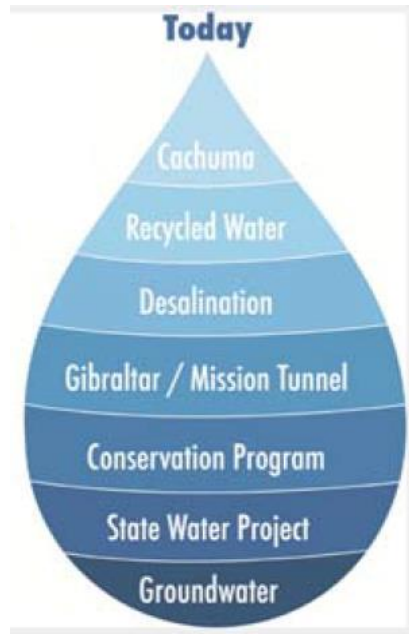 Today
Cachuma
Recycled Water
Desalination
Gibraltar / Mission Tunnel
Conservation Program
State Water Project
Groundwater